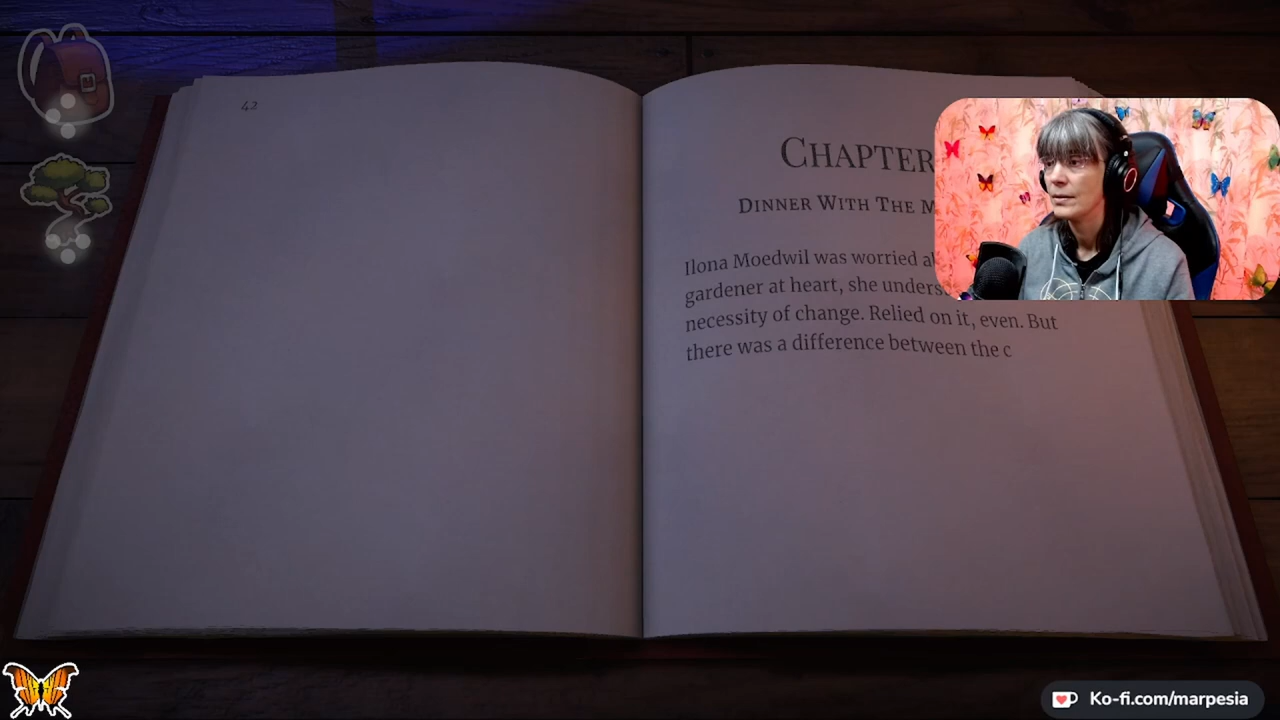 42
CHAPTER
DINNER WITH THE
Ilona Moedwil was worried
gardener at heart, she
necessity of change. Relied on it, even. But
there was a difference between the c
Ko-fi.com/marpesia